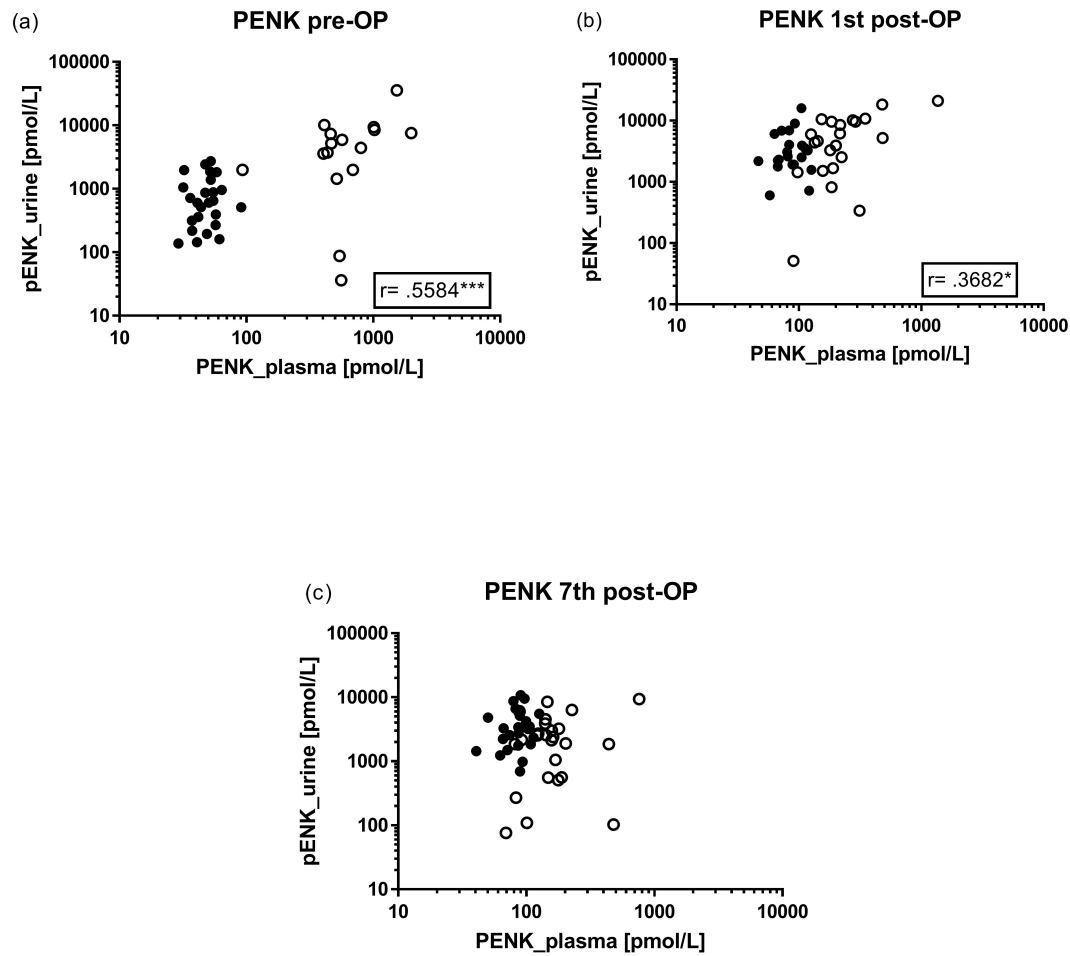 (a)
PENK pre-OP
100000
10000
1000
100
10
pENK_urine [pmol/L]
r= .5584***
10 100 1000 10000
PENK_plasma [pmol/L]
(b)
PENK 1st post-OP
100000
10000
1000
100
10
pENK_urine [pmol/L]
r= .3682*
10 100 1000 10000
PENK_plasma [pmol/L]
(c)
PENK 7th post-OP
100000
10000
1000
100
10
pENK_urine [pmol/L]
10 100 1000 10000
PENK_plasma [pmol/L]